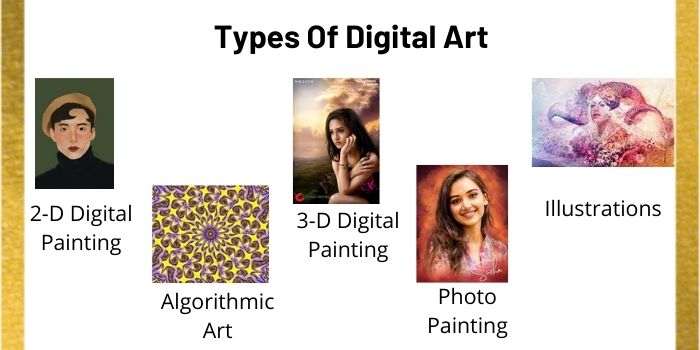 Types Of Digital Art
2-D Digital
Painting
Algorithmic
Art
3-D Digital
Painting
Photo
Painting
Illustrations